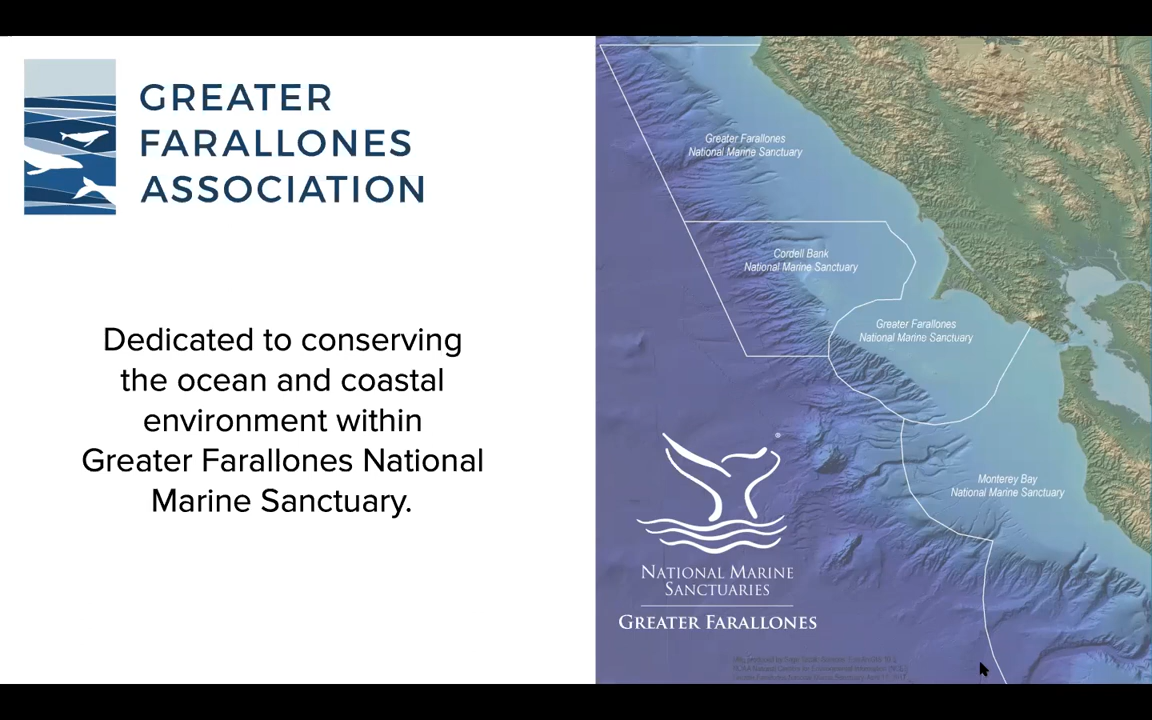 GREATER
FARALLONES
ASSOCIATION
Dedicated to conserving
the ocean and coastal
environment within
Greater Farallones National
Marine Sanctuary.
Greater Farallones
National Marine Sanctuary
Cordell Bank
National Marine Sanctuary
Greater Farallones
National Marine Sanctuary
Monterey Bay
National Marine Sanctuary
®
NATIONAL MARINE
SANCTUARIES
GREATER FARALLONES